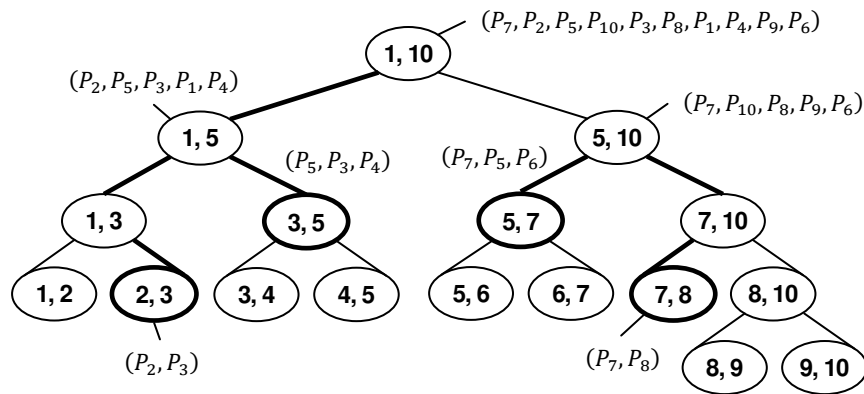 (P₇, P₂, P₅, P₁₀, P₃, P₈, P₁, P₄, P₉, P₆)
1, 10
(P₂, P₅, P₃, P₁, P₄)
(P₇, P₁₀, P₈, P₉, P₆)
1, 5
5, 10
(P₅, P₃, P₄)
(P₇, P₅, P₆)
1, 3
3, 5
5, 7
7, 10
1, 2
2, 3
3, 4
4, 5
5, 6
6, 7
7, 8
8, 10
(P₂, P₃)
(P₇, P₈)
8, 9
9, 10